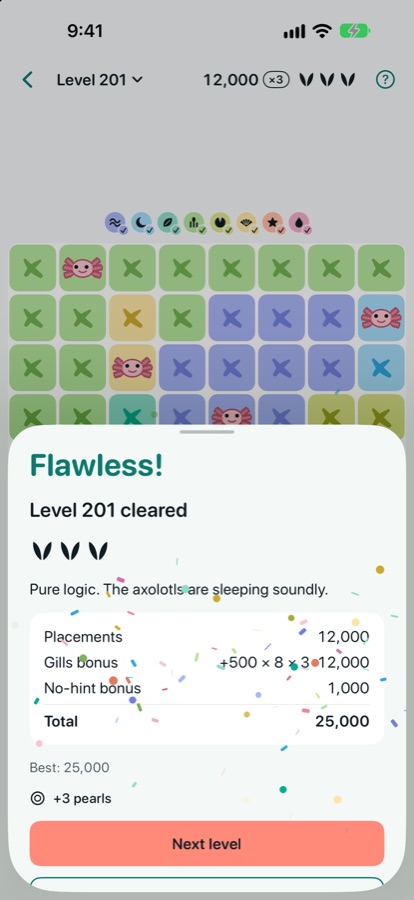 9:41
Level 201
12,000 ×3
?
Flawless!
Level 201 cleared
Pure logic. The axolotls are sleeping soundly.
Placements 12,000
Gills bonus +500 × 8 × 3 12,000
No-hint bonus 1,000
Total 25,000
Best: 25,000
+3 pearls
Next level